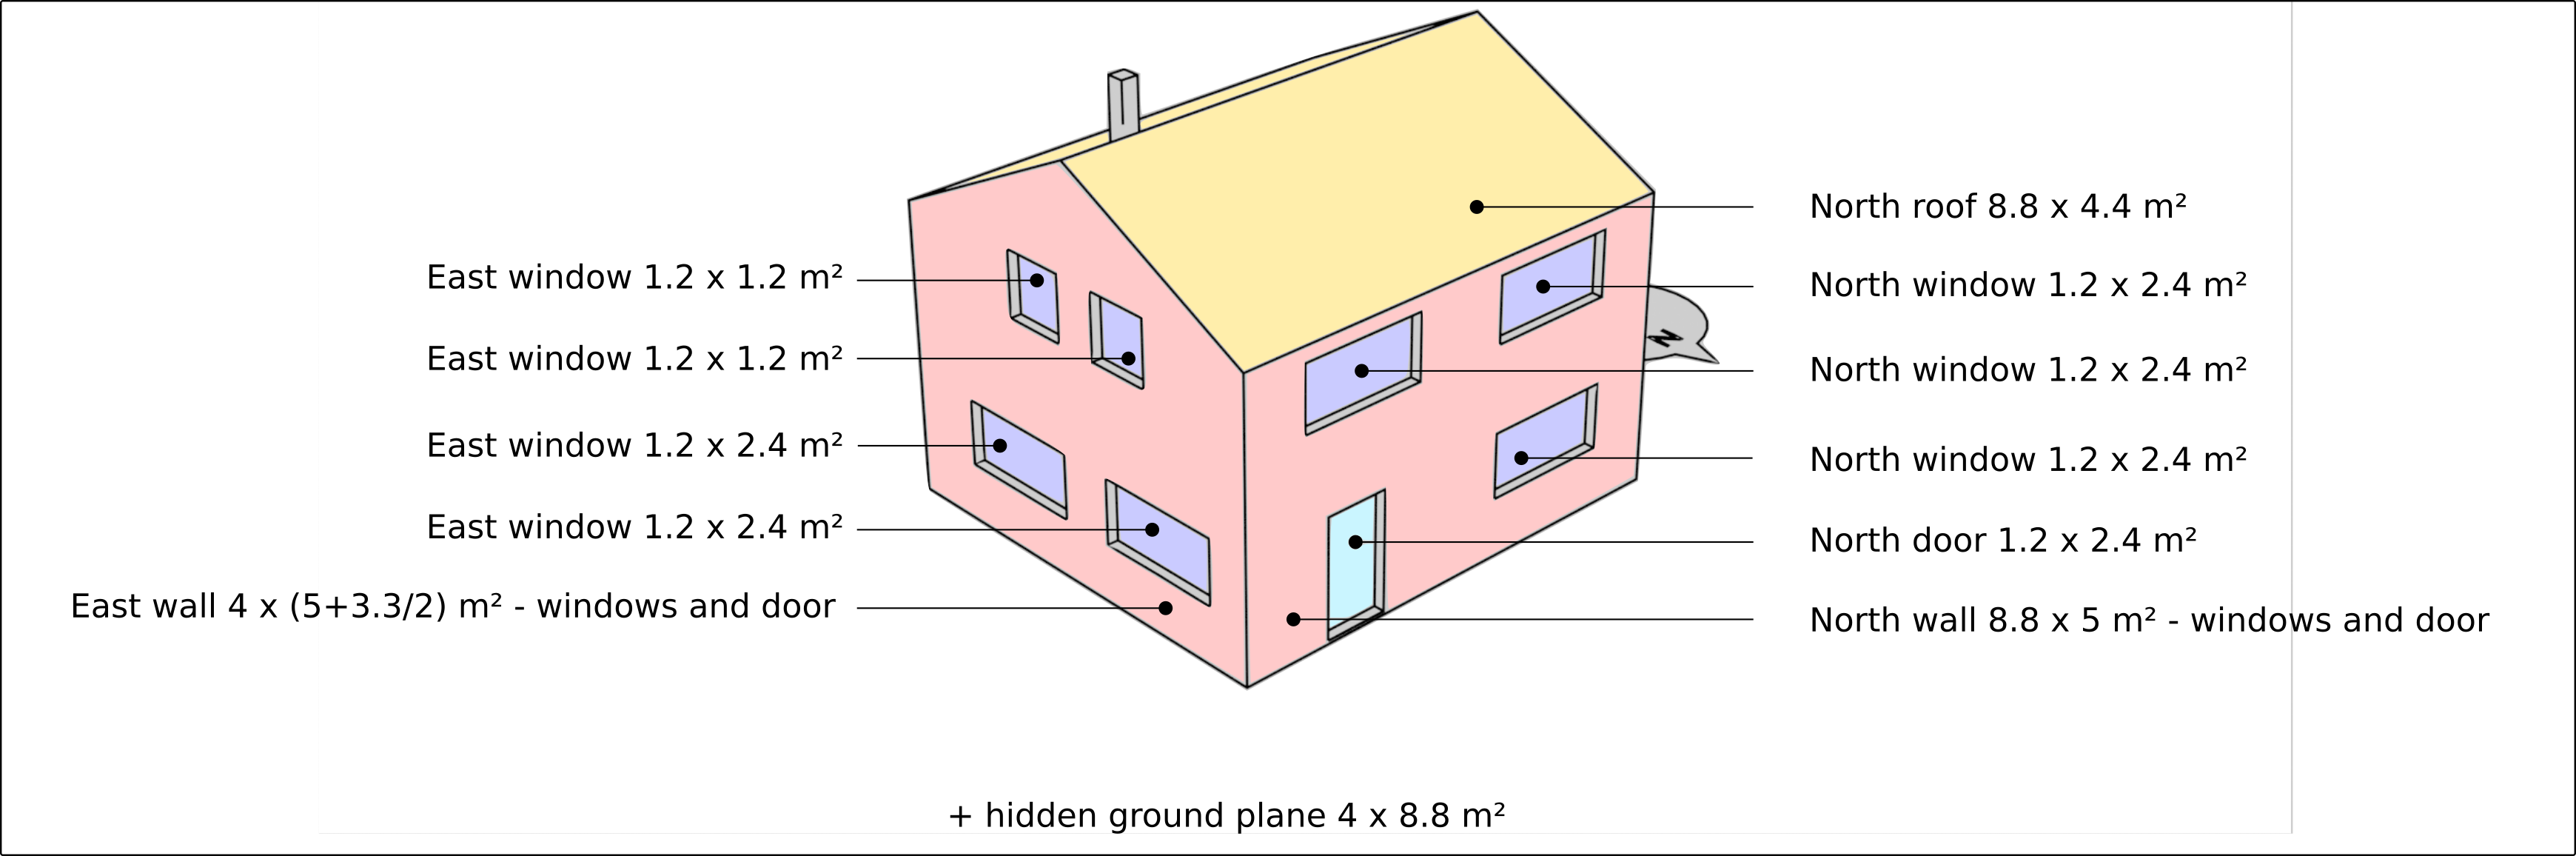 East window 1.2 x 1.2 m²
East window 1.2 x 1.2 m²
East window 1.2 x 2.4 m²
East window 1.2 x 2.4 m²
East wall 4 x (5+3.3/2) m² - windows and door
North roof 8.8 x 4.4 m²
North window 1.2 x 2.4 m²
North window 1.2 x 2.4 m²
North window 1.2 x 2.4 m²
North door 1.2 x 2.4 m²
North wall 8.8 x 5 m² - windows and door
N
+ hidden ground plane 4 x 8.8 m²